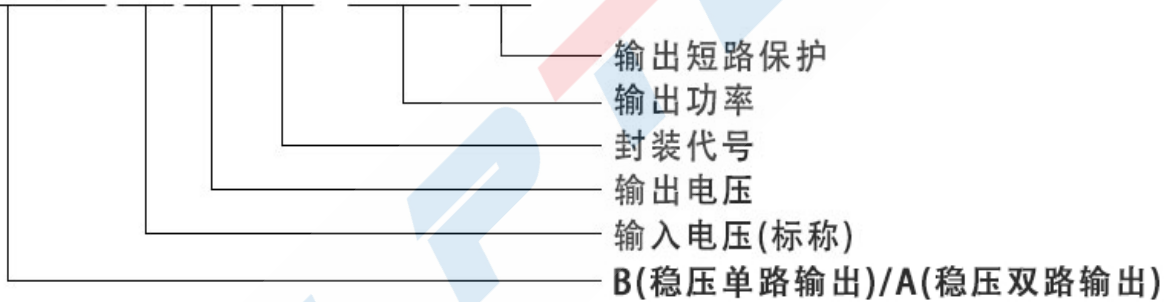 输出短路保护
输出功率
封装代号
输出电压
输入电压(标称)
B(稳压单路输出)/A(稳压双路输出)